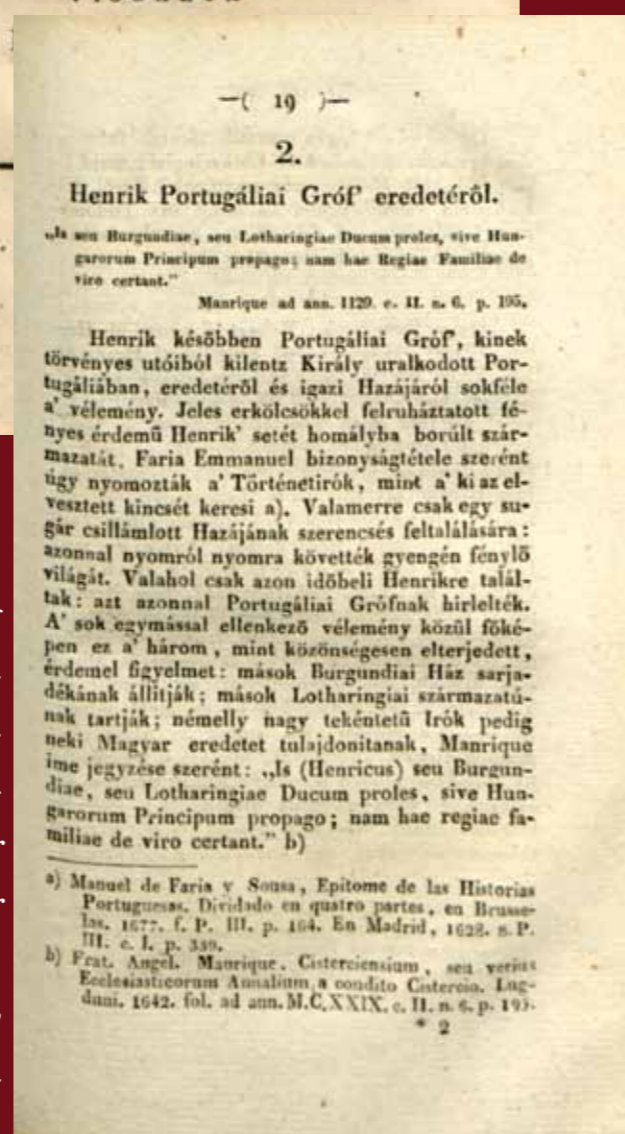 —( 19 )—
2.
Henrik Portugáliai Gróf' eredetéről.
„Is seu Burgundiae, seu Lotharingiae Ducum proles, sive Hun-
garorum Principum propago; nam hae Regiae Familiae de
viro certant."
Manrique ad ann. 1129. c. II. n. 6. p. 195.
Henrik későbben Portugáliai Gróf', kinek
törvényes utóiból kilentz Király uralkodott Por-
tugáliában, eredetéről és igazi Hazájáról sokféle
a' vélemény. Jeles erkölcsökkel felruháztatott fé-
nyes érdemű Henrik' setét homályba borúlt szár-
mazatát, Faria Emmanuel bizonyságtétele szerént
úgy nyomozták a' Történetirók, mint a' ki az el-
vesztett kincsét keresi a). Valamerre csak egy su-
gár csillámlott Hazájának szerencsés feltalálására:
azonnal nyomról nyomra követték gyengén fénylő
világát. Valahol csak azon időbeli Henrikre talál-
tak: azt azonnal Portugáliai Grófnak hirlelték.
A' sok egymással ellenkező vélemény közűl főké-
pen ez a' három, mint közönségesen elterjedett,
érdemel figyelmet: mások Burgundiai Ház sarja-
dékának állitják; mások Lotharingiai származatú-
nak tartják; némelly nagy tekéntetű Irók pedig
neki Magyar eredetet tulajdonitanak, Manrique
ime jegyzése szerént: „Is (Henricus) seu Burgun-
diae, seu Lotharingiae Ducum proles, sive Hun-
garorum Principum propago; nam hae regiae fa-
miliae de viro certant." b)
a) Manuel de Faria y Sousa, Epitome de las Historias
Portuguesas. Dividado en quatro partes, en Brusse-
las. 1677. f. P. III. p. 164. En Madrid, 1628. 8. P.
III. c. I. p. 339.
b) Frat. Angel. Manrique. Cisterciensium, seu verius
Ecclesiasticorum Annalium a condito Cistercio. Lug-
duni. 1642. fol. ad ann. M.C.XXIX. c. II. n. 6. p. 195.
* 2